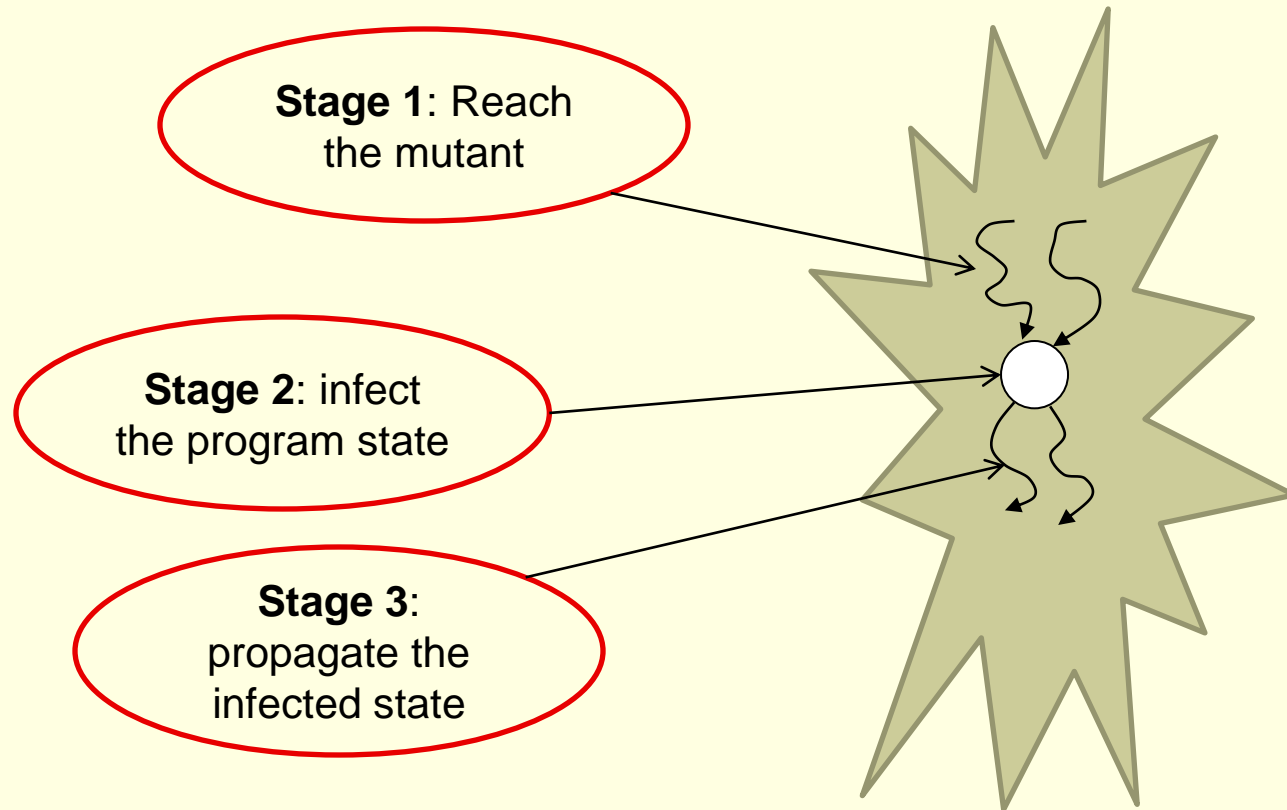 Stage 1: Reach
the mutant
Stage 2: infect
the program state
Stage 3:
propagate the
infected state